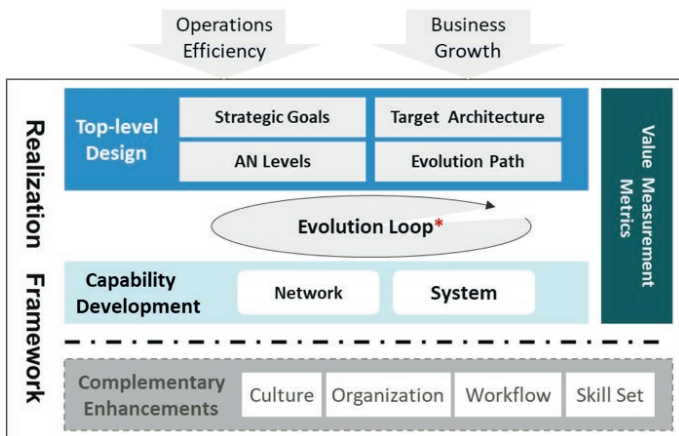 Operations
Efficiency
Business
Growth
Realization Framework
Top-level
Design
Strategic Goals
Target Architecture
AN Levels
Evolution Path
Value Measurement
Metrics
Evolution Loop*
Capability
Development
Network
System
Complementary
Enhancements
Culture
Organization
Workflow
Skill Set